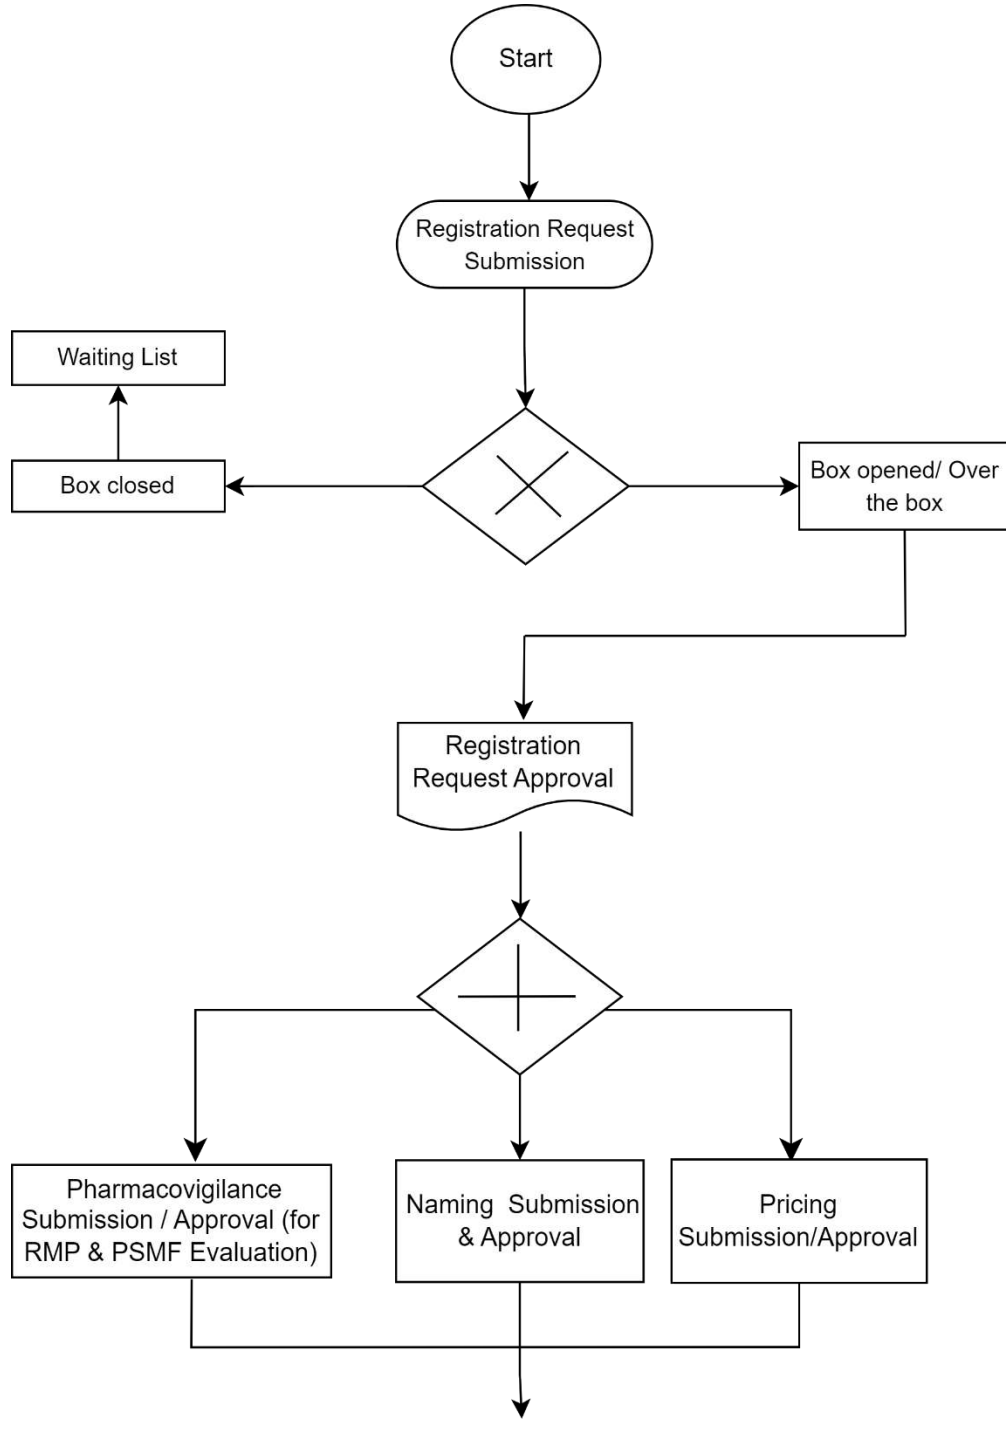 Start
Registration Request
Submission
Waiting List
Box closed
Box opened/ Over
the box
Registration
Request Approval
Pharmacovigilance
Submission / Approval (for
RMP & PSMF Evaluation)
Naming Submission
& Approval
Pricing
Submission/Approval